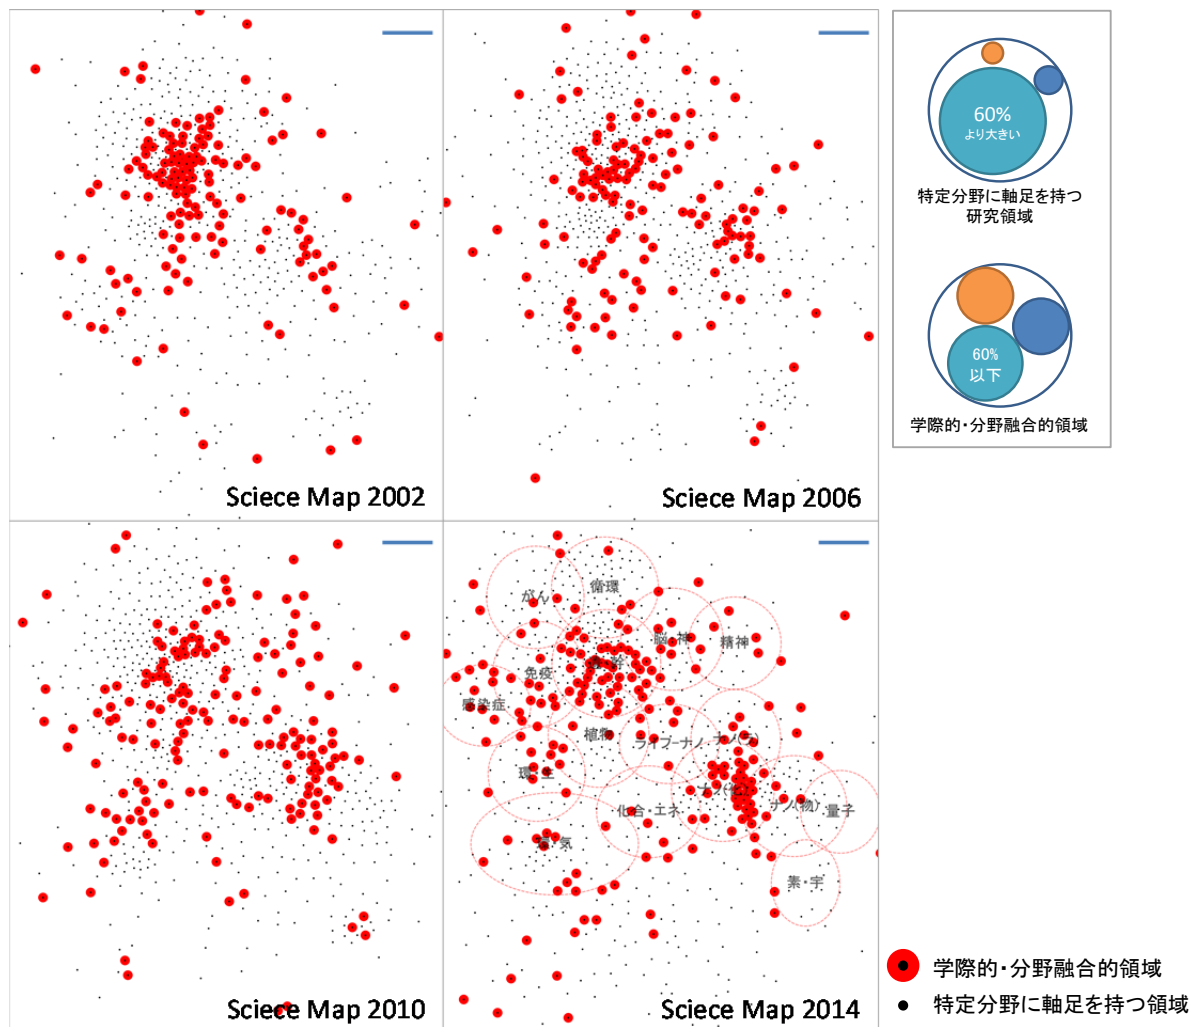 Sciece Map 2002
Sciece Map 2006
60%
より大きい
特定分野に軸足を持つ
研究領域
60%
以下
学際的・分野融合的領域
Sciece Map 2010
がん
循環
脳・神
精神
免疫
感染症
植物
ライフ-ナノ
環・生
化合・エネ
ナノ(物)
量子
環・気
素・宇
Sciece Map 2014
学際的・分野融合的領域
特定分野に軸足を持つ領域